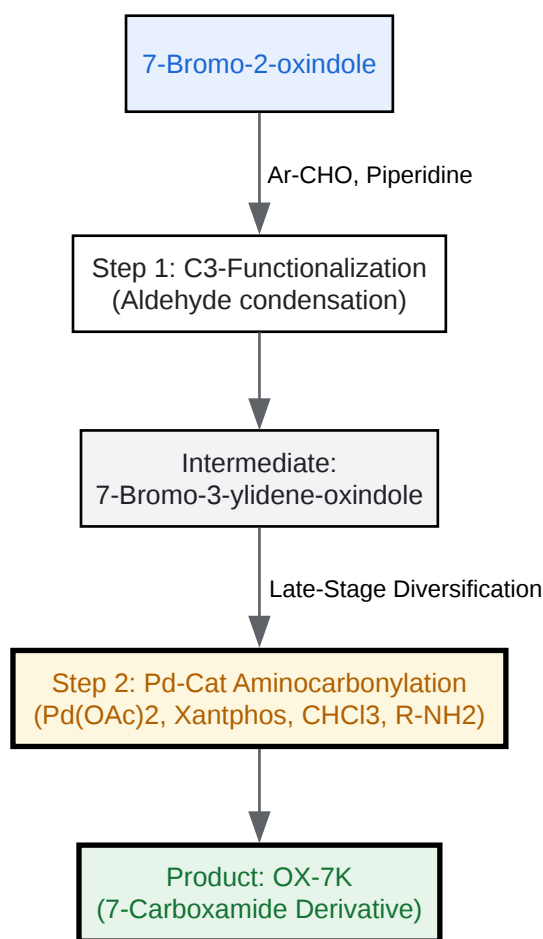 7-Bromo-2-oxindole
Ar-CHO, Piperidine
Step 1: C3-Functionalization
(Aldehyde condensation)
Intermediate:
7-Bromo-3-ylidene-oxindole
Late-Stage Diversification
Step 2: Pd-Cat Aminocarbonylation
(Pd(OAc)2, Xantphos, CHCl3, R-NH2)
Product: OX-7K
(7-Carboxamide Derivative)